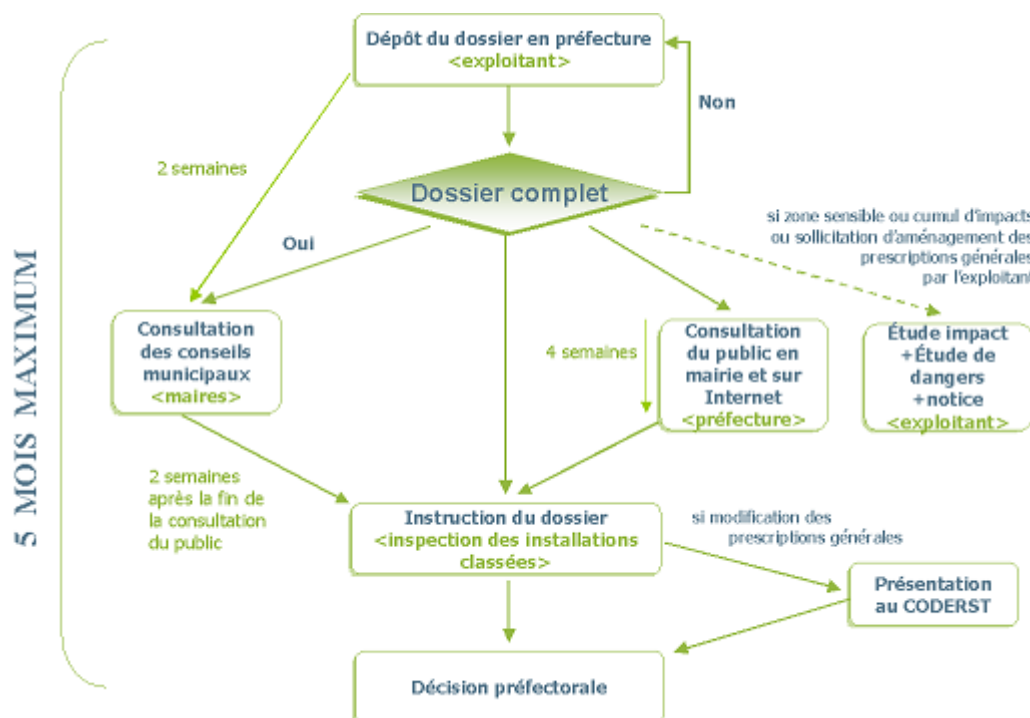 Dépôt du dossier en préfecture
<exploitant>
Non
2 semaines
Dossier complet
si zone sensible ou cumul d'impacts
ou sollicitation d'aménagement des
prescriptions générales
par l'exploitant
Oui
5 MOIS MAXIMUM
Consultation
des conseils
municipaux
<maires>
4 semaines
Consultation
du public en
mairie et sur
Internet
<préfecture>
Étude impact
+Étude de
dangers
+notice
<exploitant>
2 semaines
après la fin de
la consultation
du public
Instruction du dossier
<inspection des installations
classées>
si modification des
prescriptions générales
Présentation
au CODERST
Décision préfectorale